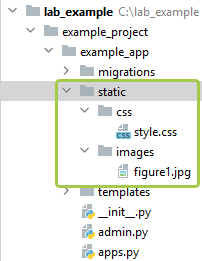 lab_example C:\lab_example
example_project
example_app
migrations
static
css
style.css
images
figure1.jpg
templates
__init__.py
admin.py
apps.py